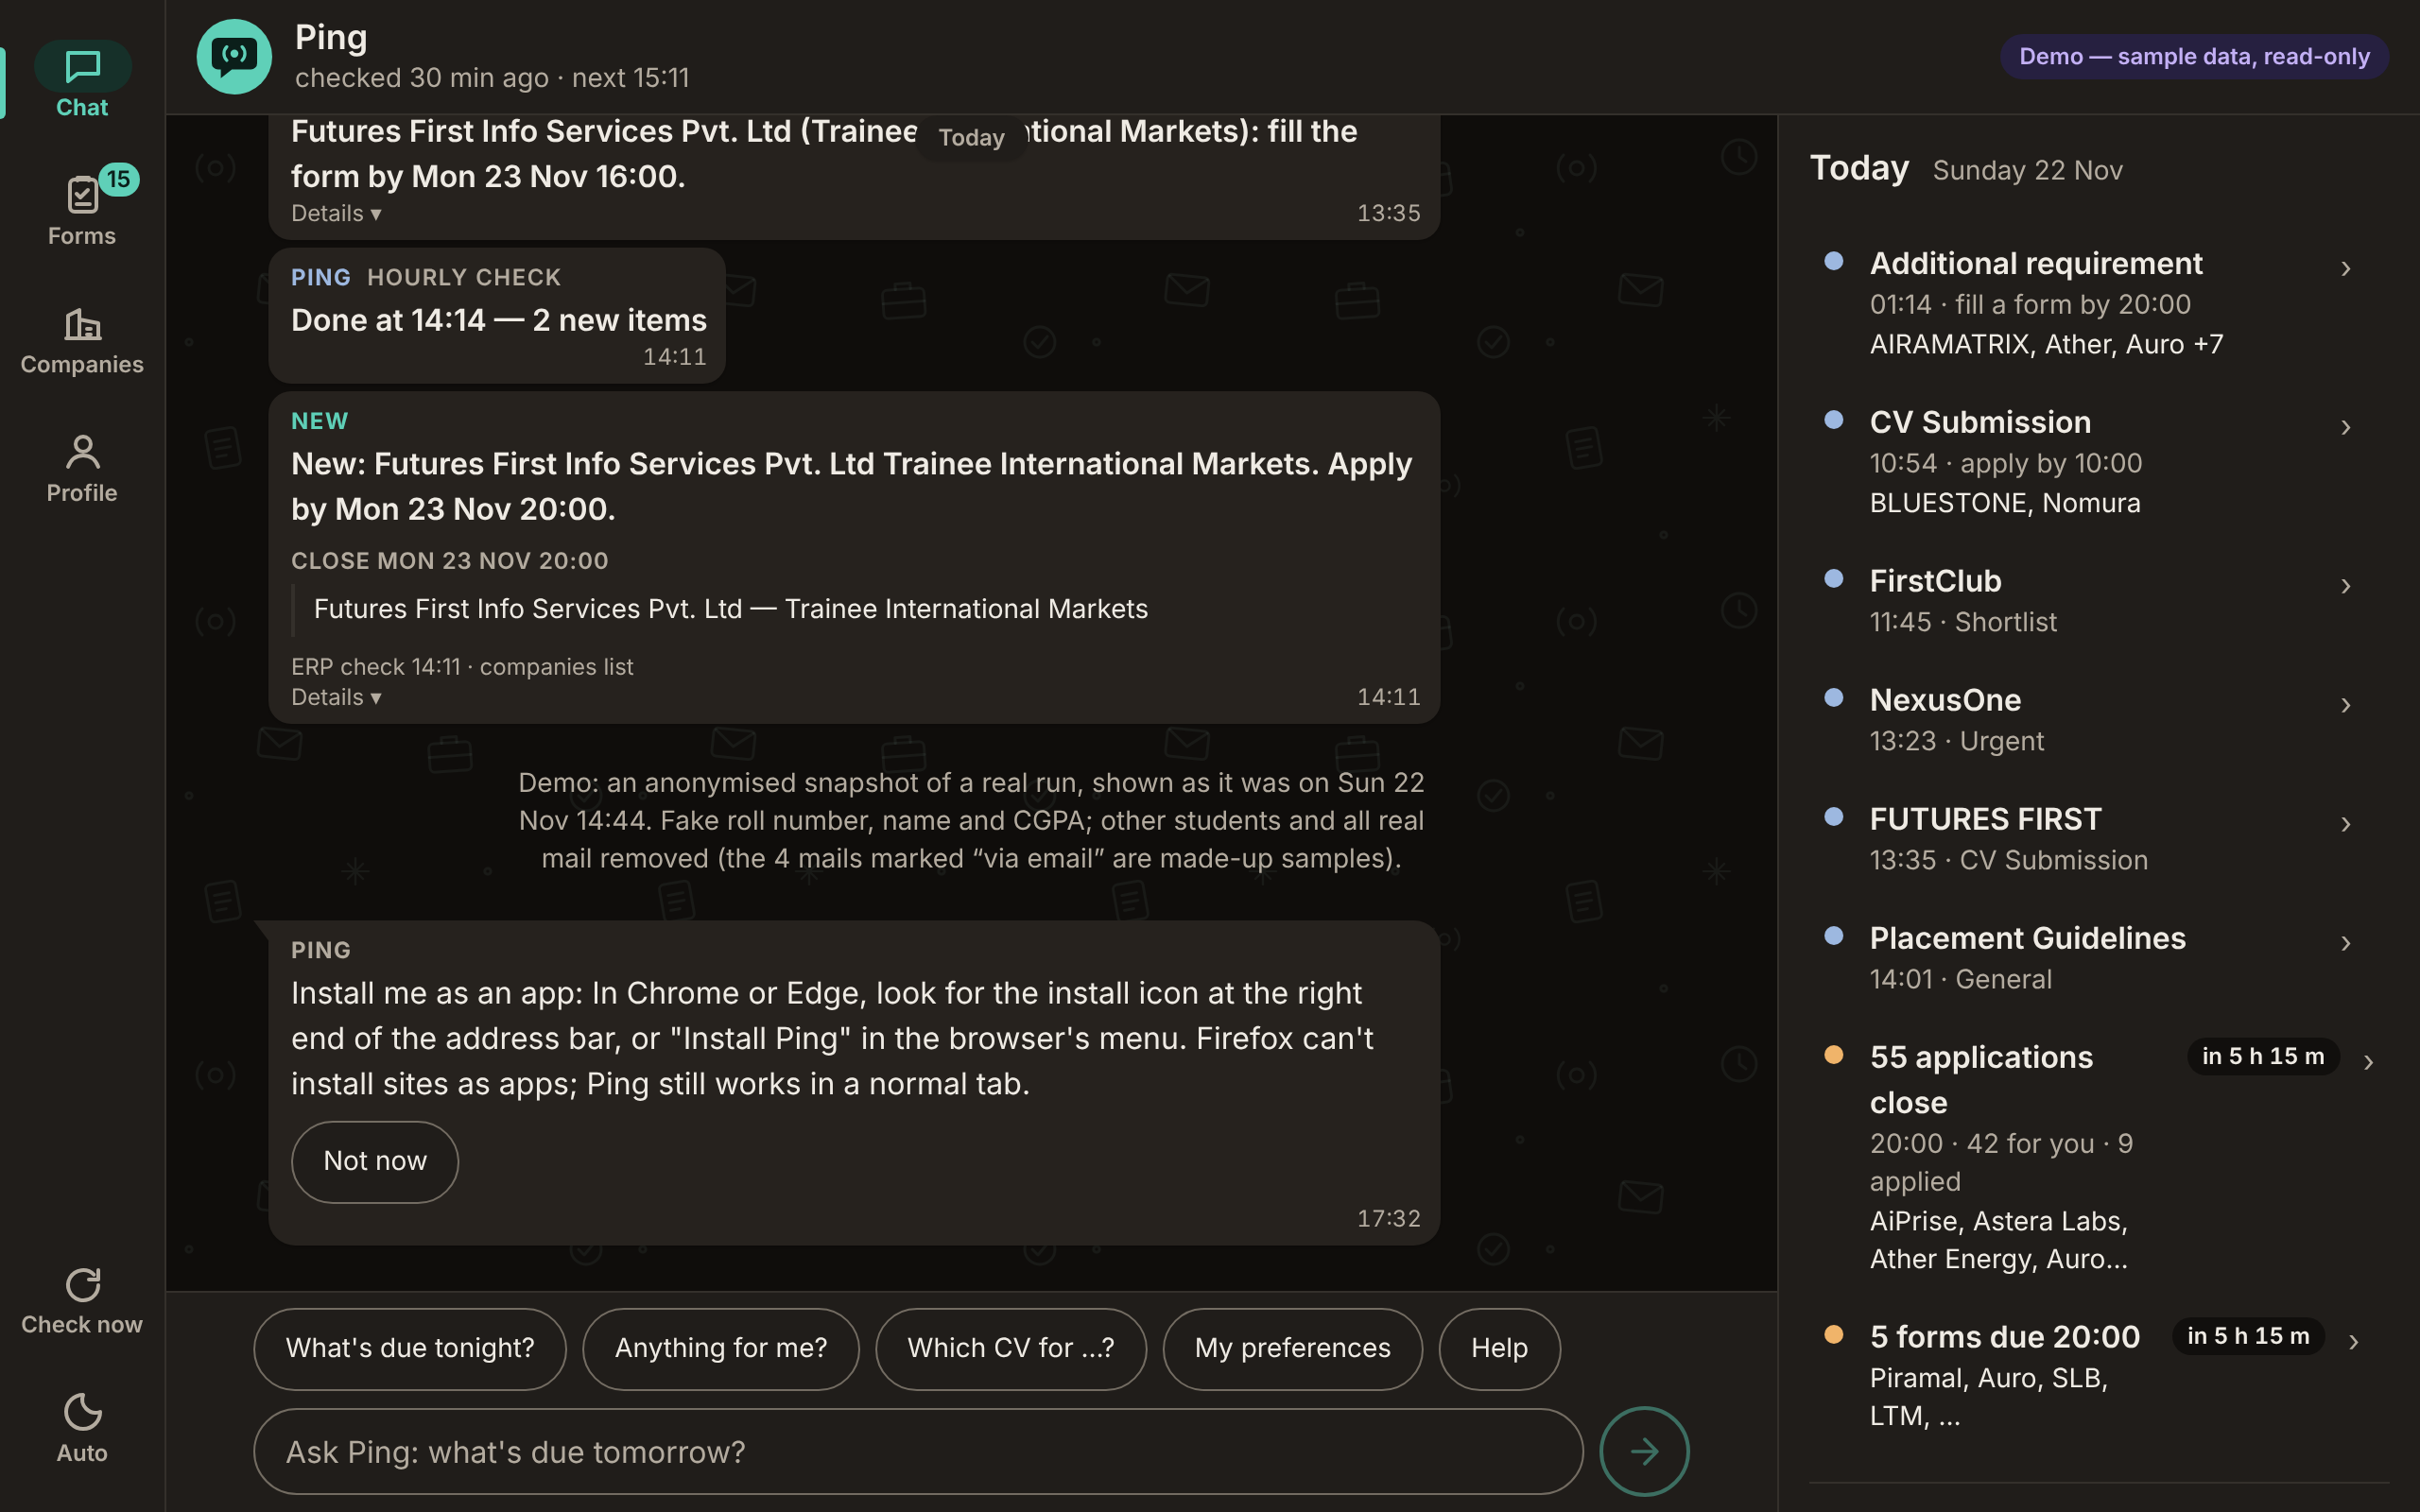 Chat
15
Forms
Companies
Profile
Check now
Auto
Ping
checked 30 min ago · next 15:11
Demo — sample data, read-only
Today
Futures First Info Services Pvt. Ltd (Trainee tional Markets): fill the
form by Mon 23 Nov 16:00.
Details ▾
13:35
PING HOURLY CHECK
Done at 14:14 — 2 new items
14:11
NEW
New: Futures First Info Services Pvt. Ltd Trainee International Markets. Apply
by Mon 23 Nov 20:00.
CLOSE MON 23 NOV 20:00
Futures First Info Services Pvt. Ltd — Trainee International Markets
ERP check 14:11 · companies list
Details ▾
14:11
Demo: an anonymised snapshot of a real run, shown as it was on Sun 22
Nov 14:44. Fake roll number, name and CGPA; other students and all real
mail removed (the 4 mails marked “via email” are made-up samples).
PING
Install me as an app: In Chrome or Edge, look for the install icon at the right
end of the address bar, or "Install Ping" in the browser's menu. Firefox can't
install sites as apps; Ping still works in a normal tab.
Not now
17:32
What's due tonight?
Anything for me?
Which CV for ...?
My preferences
Help
Ask Ping: what's due tomorrow?
Today Sunday 22 Nov
Additional requirement
01:14 · fill a form by 20:00
AIRAMATRIX, Ather, Auro +7
CV Submission
10:54 · apply by 10:00
BLUESTONE, Nomura
FirstClub
11:45 · Shortlist
NexusOne
13:23 · Urgent
FUTURES FIRST
13:35 · CV Submission
Placement Guidelines
14:01 · General
55 applications
close
in 5 h 15 m
20:00 · 42 for you · 9
applied
AiPrise, Astera Labs,
Ather Energy, Auro...
5 forms due 20:00
in 5 h 15 m
Piramal, Auro, SLB,
LTM, ...